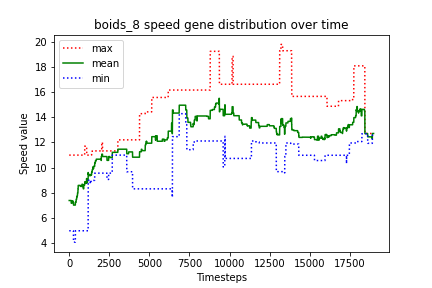 boids_8 speed gene distribution over time
max
mean
min
Speed value
20
18
16
14
12
10
8
6
4
0 2500 5000 7500 10000 12500 15000 17500
Timesteps